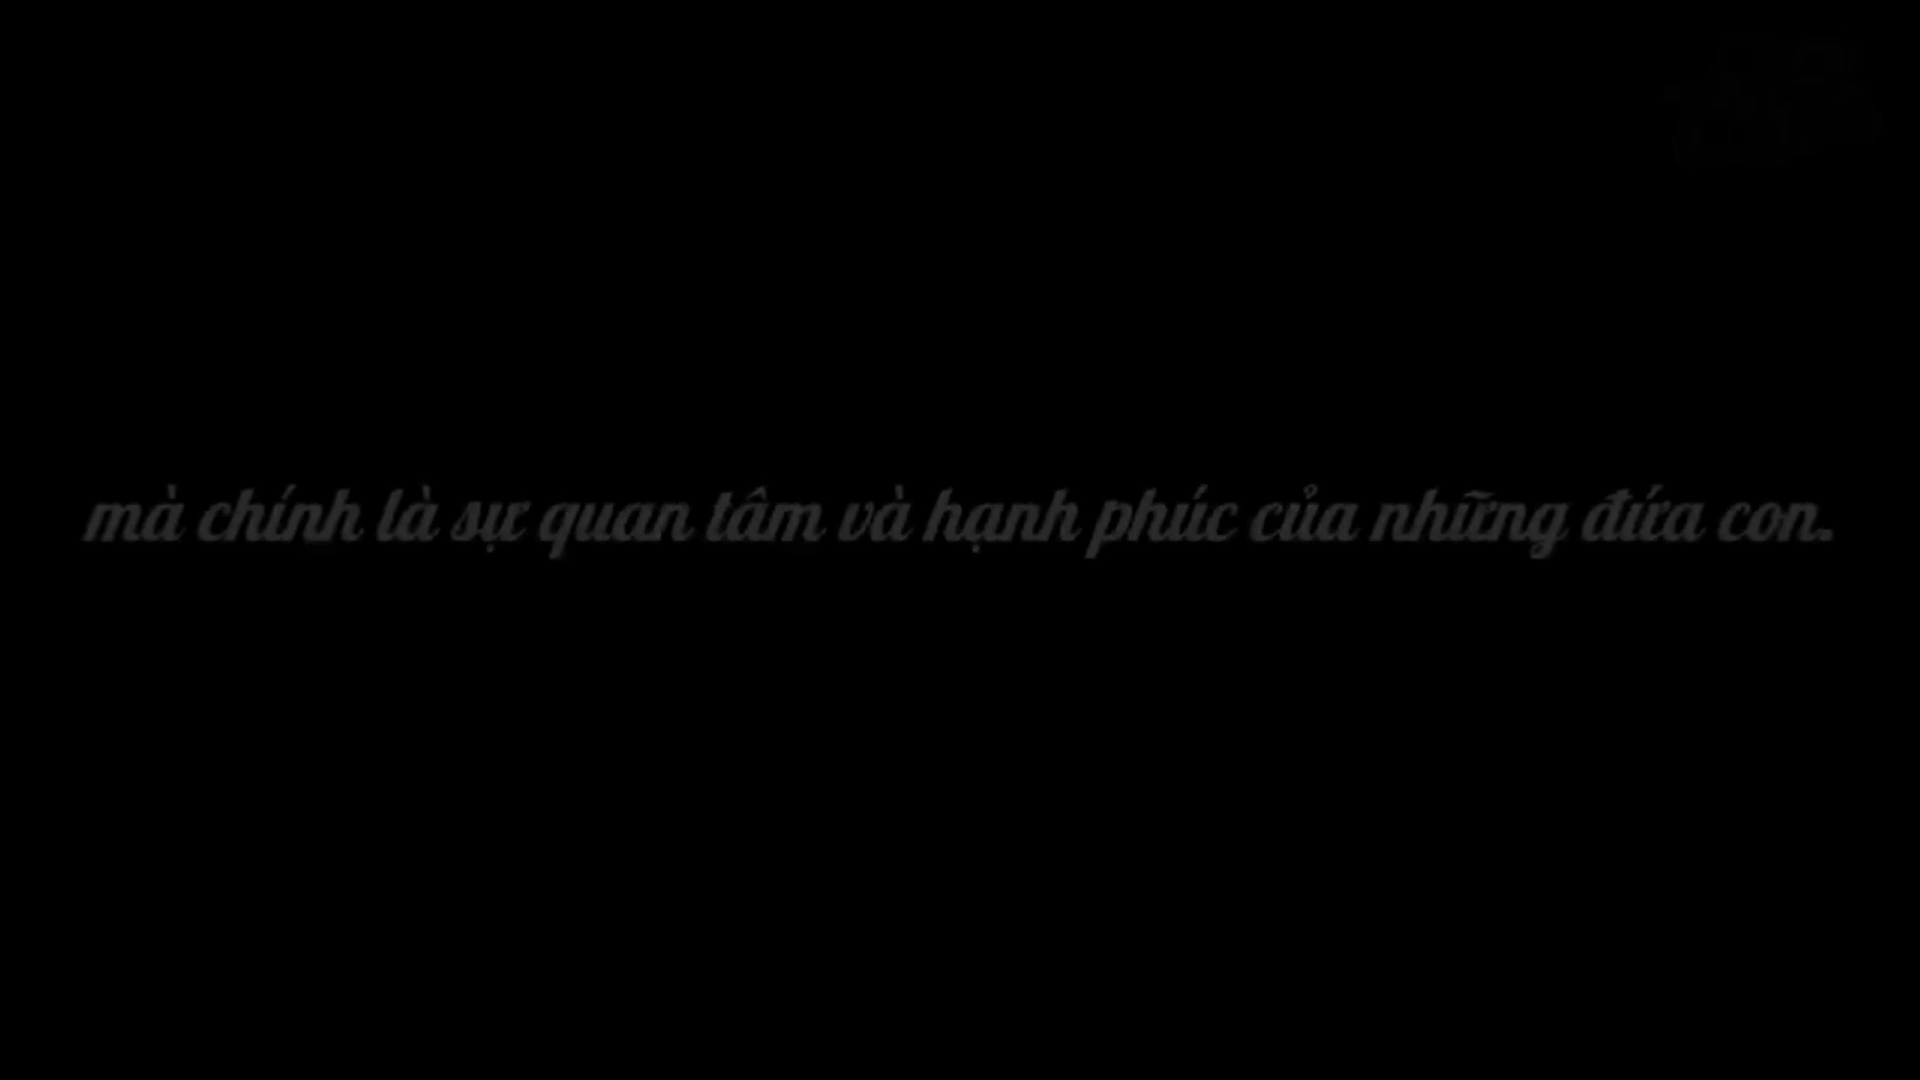 mà chính là sự quan tâm và hạnh phúc của những đứa con.